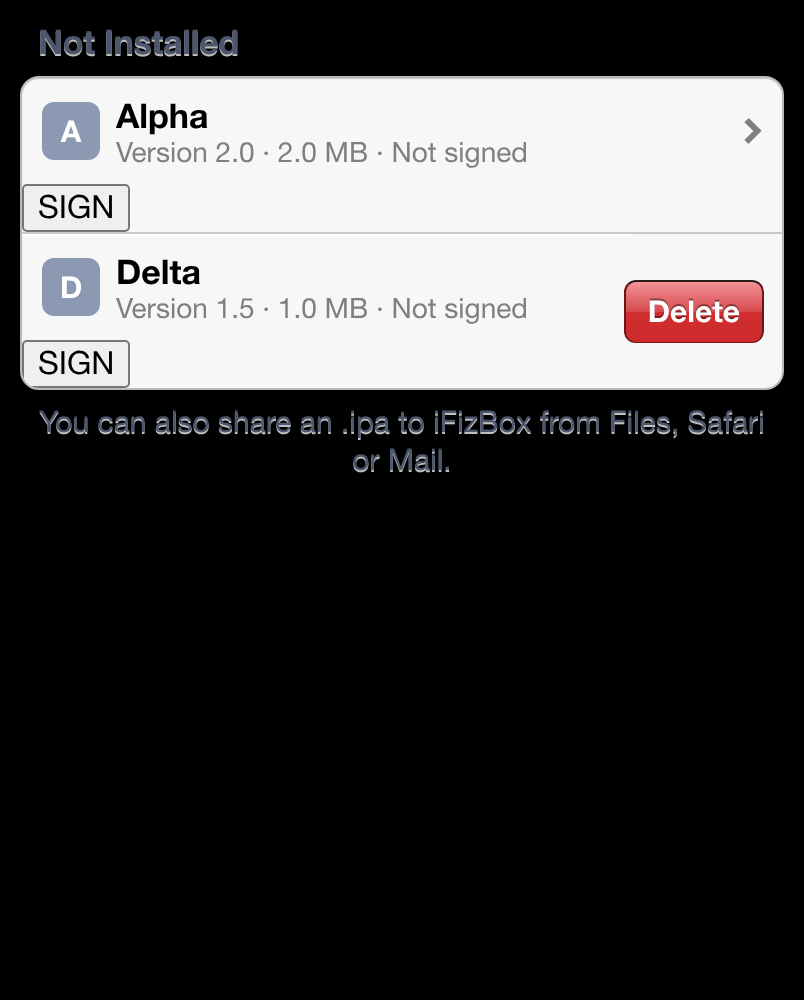 Not Installed
A
Alpha
Version 2.0 · 2.0 MB · Not signed
SIGN
D
Delta
Version 1.5 · 1.0 MB · Not signed
Delete
SIGN
You can also share an .ipa to iFizBox from Files, Safari
or Mail.